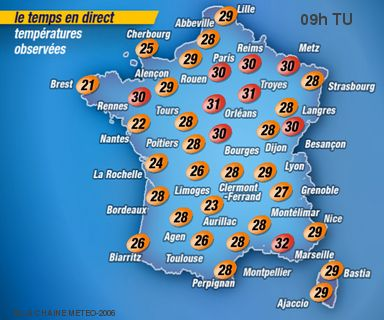 le temps en direct
températures
observées
09h TU
29
Lille
Abbeville
28
Cherbourg
25
29
Rouen
Paris
30
Reims
30
Metz
30
Brest
21
Alençon
29
Troyes
28
Strasbourg
30
Rennes
Tours
31
Orléans
31
28
Langres
Nantes
22
28
30
28
30
Poitiers
Bourges
Dijon
Besançon
24
26
28
29
Lyon
La Rochelle
Limoges
Clermont
-Ferrand
27
Grenoble
28
Bordeaux
23
Montélimar
28
Aurillac
Nice
26
Agen
26
28
28
32
29
Biarritz
Toulouse
Marseille
28
Montpellier
29
Bastia
Perpignan
29
Ajaccio
CHAINE METEO-2006